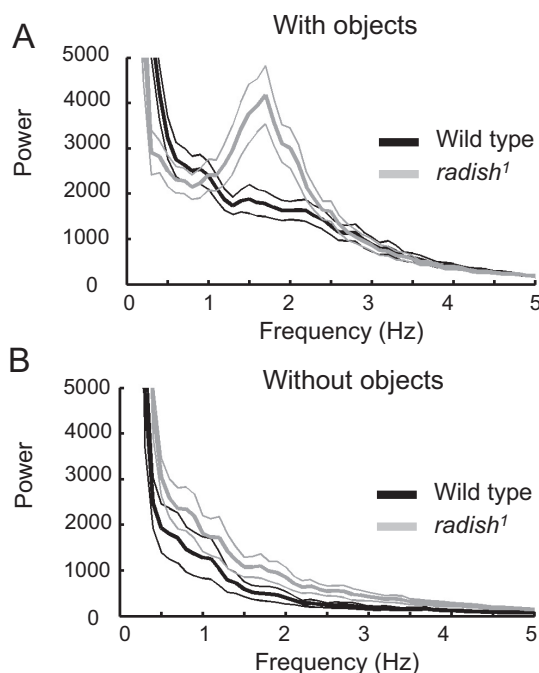 A
With objects
5000
4000
3000
2000
1000
0
Power
Wild type
radish¹
0 1 2 3 4 5
Frequency (Hz)
B
Without objects
5000
4000
3000
2000
1000
0
Power
Wild type
radish¹
0 1 2 3 4 5
Frequency (Hz)